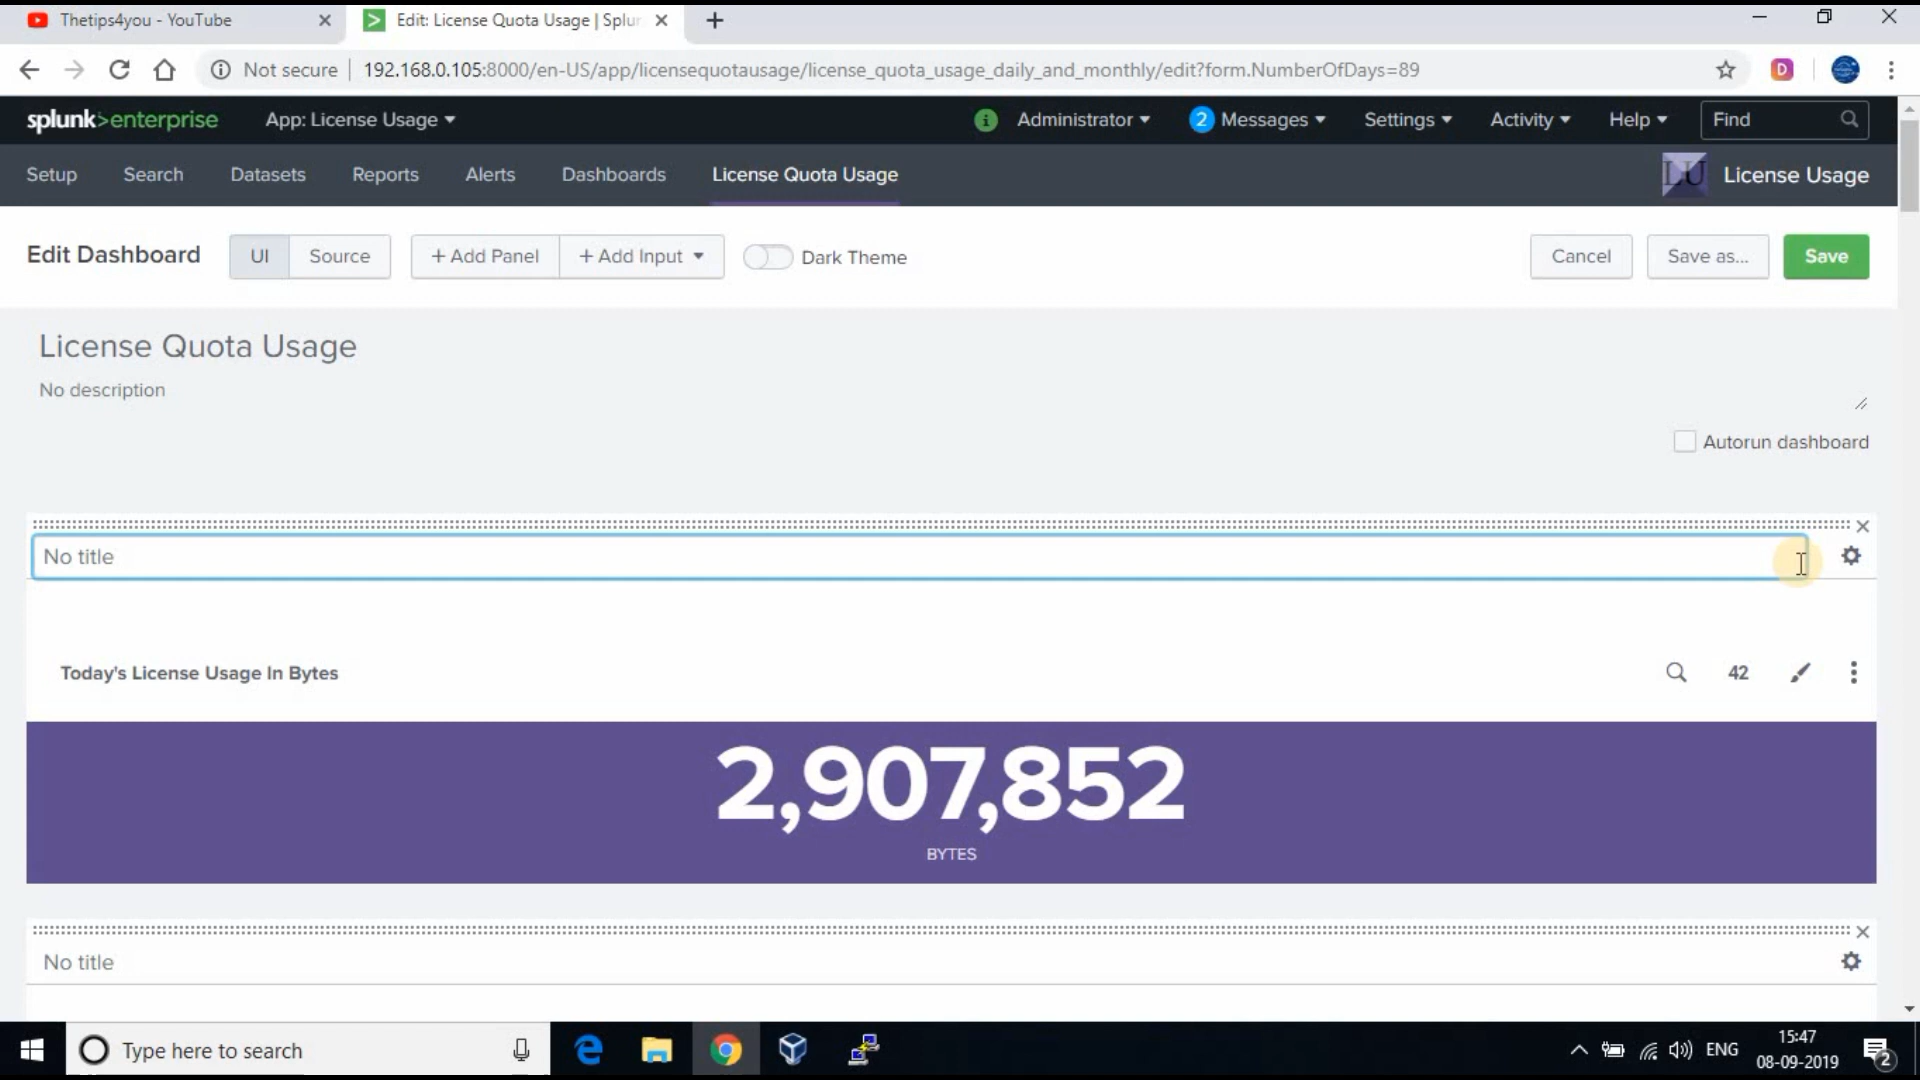 Thetips4you - YouTube
Edit: License Quota Usage | Splur
Not secure
192.168.0.105:8000/en-US/app/licensequotausage/license_quota_usage_daily_and_monthly/edit?form.NumberOfDays=89
D
splunk>enterprise
App: License Usage
i
Administrator
2 Messages
Settings
Activity
Help
Find
Setup
Search
Datasets
Reports
Alerts
Dashboards
License Quota Usage
LU
License Usage
Edit Dashboard
UI
Source
+ Add Panel
+ Add Input
Dark Theme
Cancel
Save as...
Save
License Quota Usage
No description
Autorun dashboard
No title
Today's License Usage In Bytes
42
2,907,852
BYTES
No title
Type here to search
ENG
15:47
08-09-2019
2